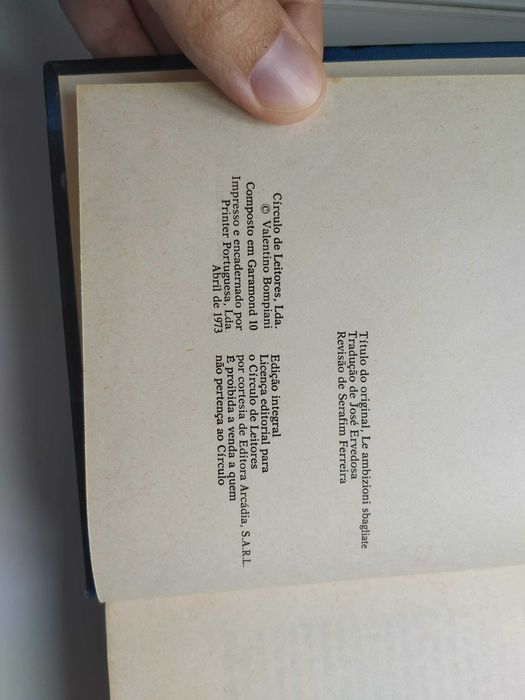 Título do original, Le ambizioni sbagliate
Tradução de José Ervedosa
Revisão de Serafim Ferreira
Círculo de Leitores, Lda.
© Valentino Bompiani
Composto em Garamond 10
Impresso e encadernado por
Printer Portuguesa, Lda
Abril de 1973
Edição integral
Licença editorial para
o Círculo de Leitores
por cortesia de Editora Arcádia, S.A.R.L.
É proibida a venda a quem
não pertença ao Círculo